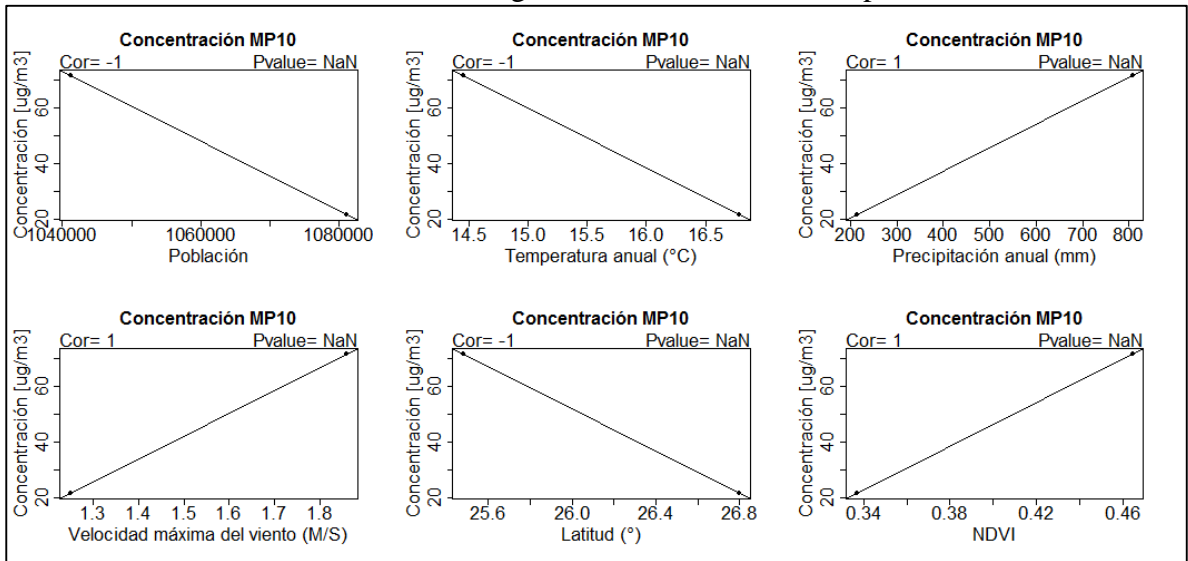 Concentración MP10
Cor= -1 Pvalue= NaN
Concentración [ug/m3]
20 40 60
1040000 1060000 1080000
Población
Concentración MP10
Cor= -1 Pvalue= NaN
Concentración [ug/m3]
20 40 60
14.5 15.0 15.5 16.0 16.5
Temperatura anual (°C)
Concentración MP10
Cor= 1 Pvalue= NaN
Concentración [ug/m3]
20 40 60
200 300 400 500 600 700 800
Precipitación anual (mm)
Concentración MP10
Cor= 1 Pvalue= NaN
Concentración [ug/m3]
20 40 60
1.3 1.4 1.5 1.6 1.7 1.8
Velocidad máxima del viento (M/S)
Concentración MP10
Cor= -1 Pvalue= NaN
Concentración [ug/m3]
20 40 60
25.6 26.0 26.4 26.8
Latitud (°)
Concentración MP10
Cor= 1 Pvalue= NaN
Concentración [ug/m3]
20 40 60
0.34 0.38 0.42 0.46
NDVI